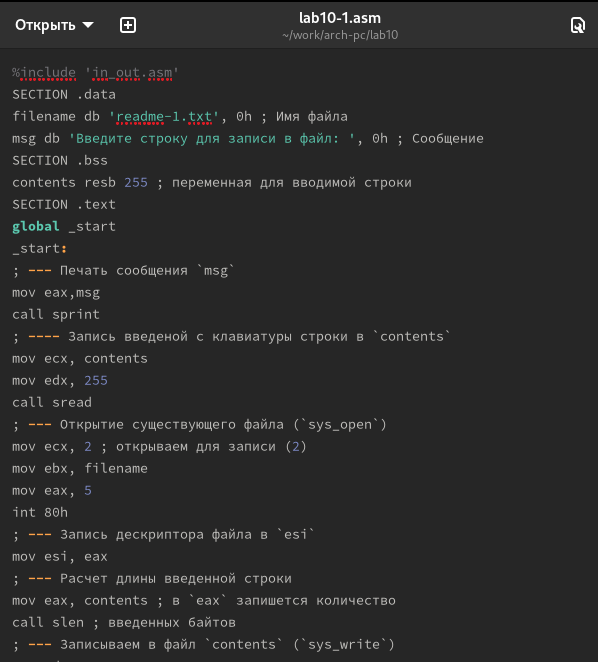 Открыть
lab10-1.asm
~/work/arch-pc/lab10
%include 'in_out.asm'
SECTION .data
filename db 'readme-1.txt', 0h ; Имя файла
msg db 'Введите строку для записи в файл: ', 0h ; Сообщение
SECTION .bss
contents resb 255 ; переменная для вводимой строки
SECTION .text
global _start
_start:
; --- Печать сообщения `msg`
mov eax,msg
call sprint
; ---- Запись введеной с клавиатуры строки в `contents`
mov ecx, contents
mov edx, 255
call sread
; --- Открытие существующего файла (`sys_open`)
mov ecx, 2 ; открываем для записи (2)
mov ebx, filename
mov eax, 5
int 80h
; --- Запись дескриптора файла в `esi`
mov esi, eax
; --- Расчет длины введенной строки
mov eax, contents ; в `eax` запишется количество
call slen ; введенных байтов
; --- Записываем в файл `contents` (`sys_write`)